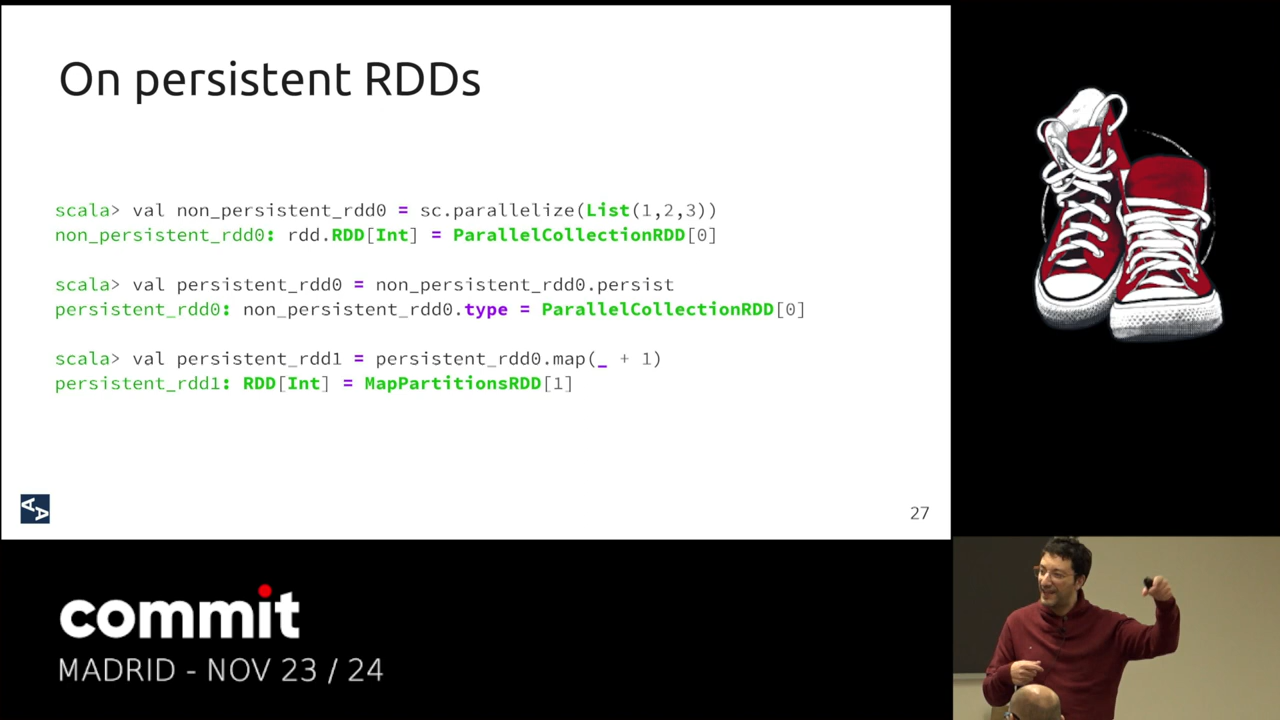 On persistent RDDs
scala> val non_persistent_rdd0 = sc.parallelize(List(1,2,3))
non_persistent_rdd0: rdd.RDD[Int] = ParallelCollectionRDD[0]
scala> val persistent_rdd0 = non_persistent_rdd0.persist
persistent_rdd0: non_persistent_rdd0.type = ParallelCollectionRDD[0]
scala> val persistent_rdd1 = persistent_rdd0.map(_ + 1)
persistent_rdd1: RDD[Int] = MapPartitionsRDD[1]
AA
27
commit
MADRID - NOV 23 / 24